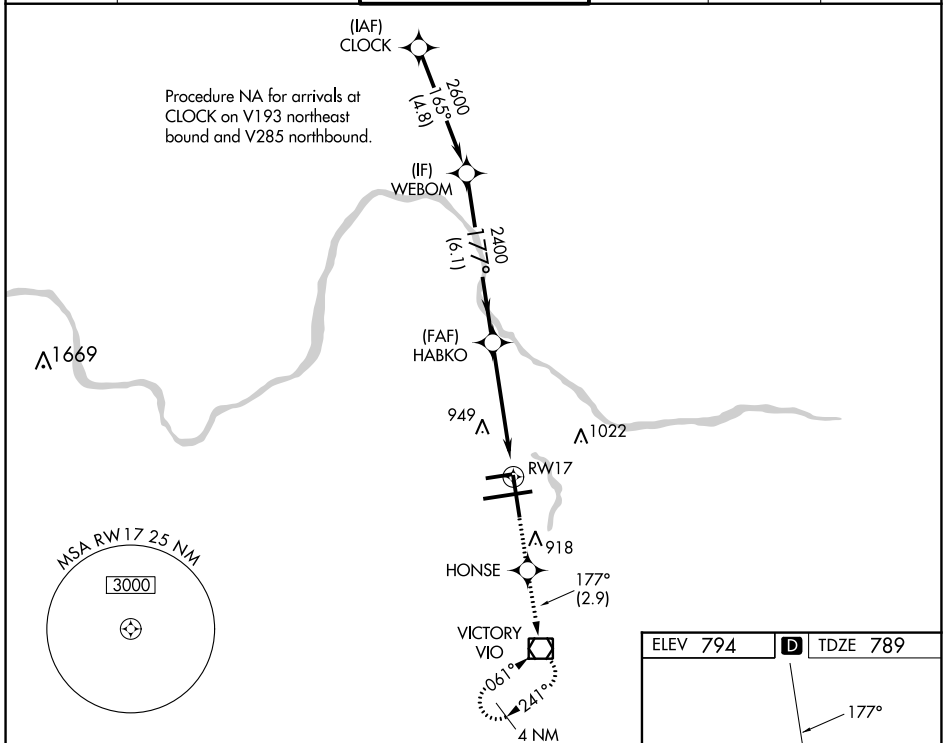 (IAF)
CLOCK
Procedure NA for arrivals at
CLOCK on V193 northeast
bound and V285 northbound.
2600
165°
(4.8)
(IF)
WEBOM
2400
177°
(6.1)
(FAF)
HABKO
1669
949
1022
RW17
918
MSA RW17 25 NM
3000
HONSE
177°
(2.9)
VICTORY
VIO
061°
241°
4 NM
ELEV 794 D TDZE 789
177°